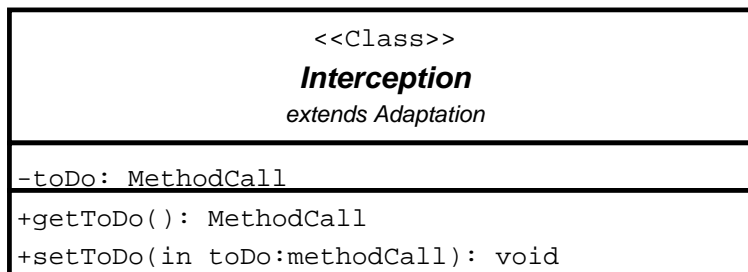 <<Class>>
Interception
extends Adaptation
-toDo: MethodCall
+getToDo(): MethodCall
+setToDo(in toDo:methodCall): void